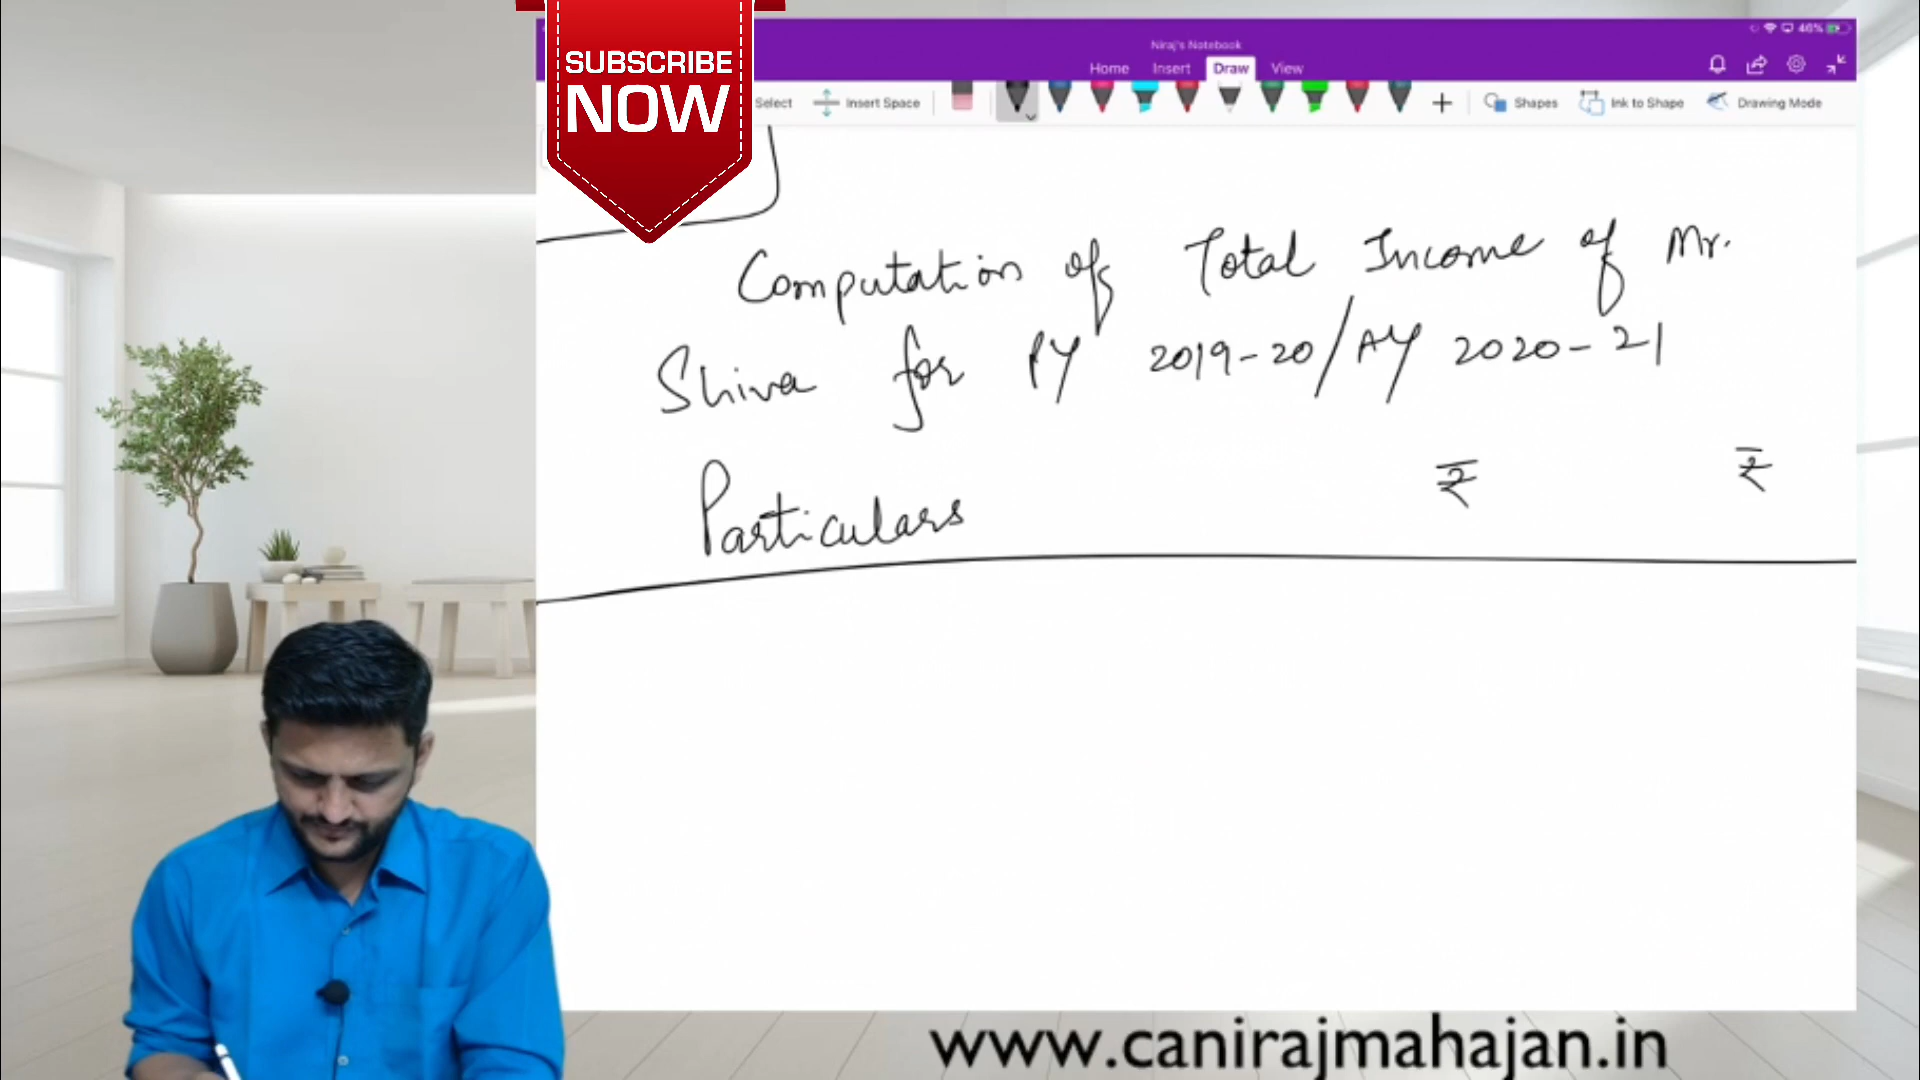 SUBSCRIBE
NOW
46%
Niraj's Notebook
Home Insert Draw View
Select Insert Space + Shapes Ink to Shape Drawing Mode
Computation of Total Income of Mr.
Shiva for PY 2019-20/AY 2020-21
Particulars ₹ ₹
www.canirajmahajan.in